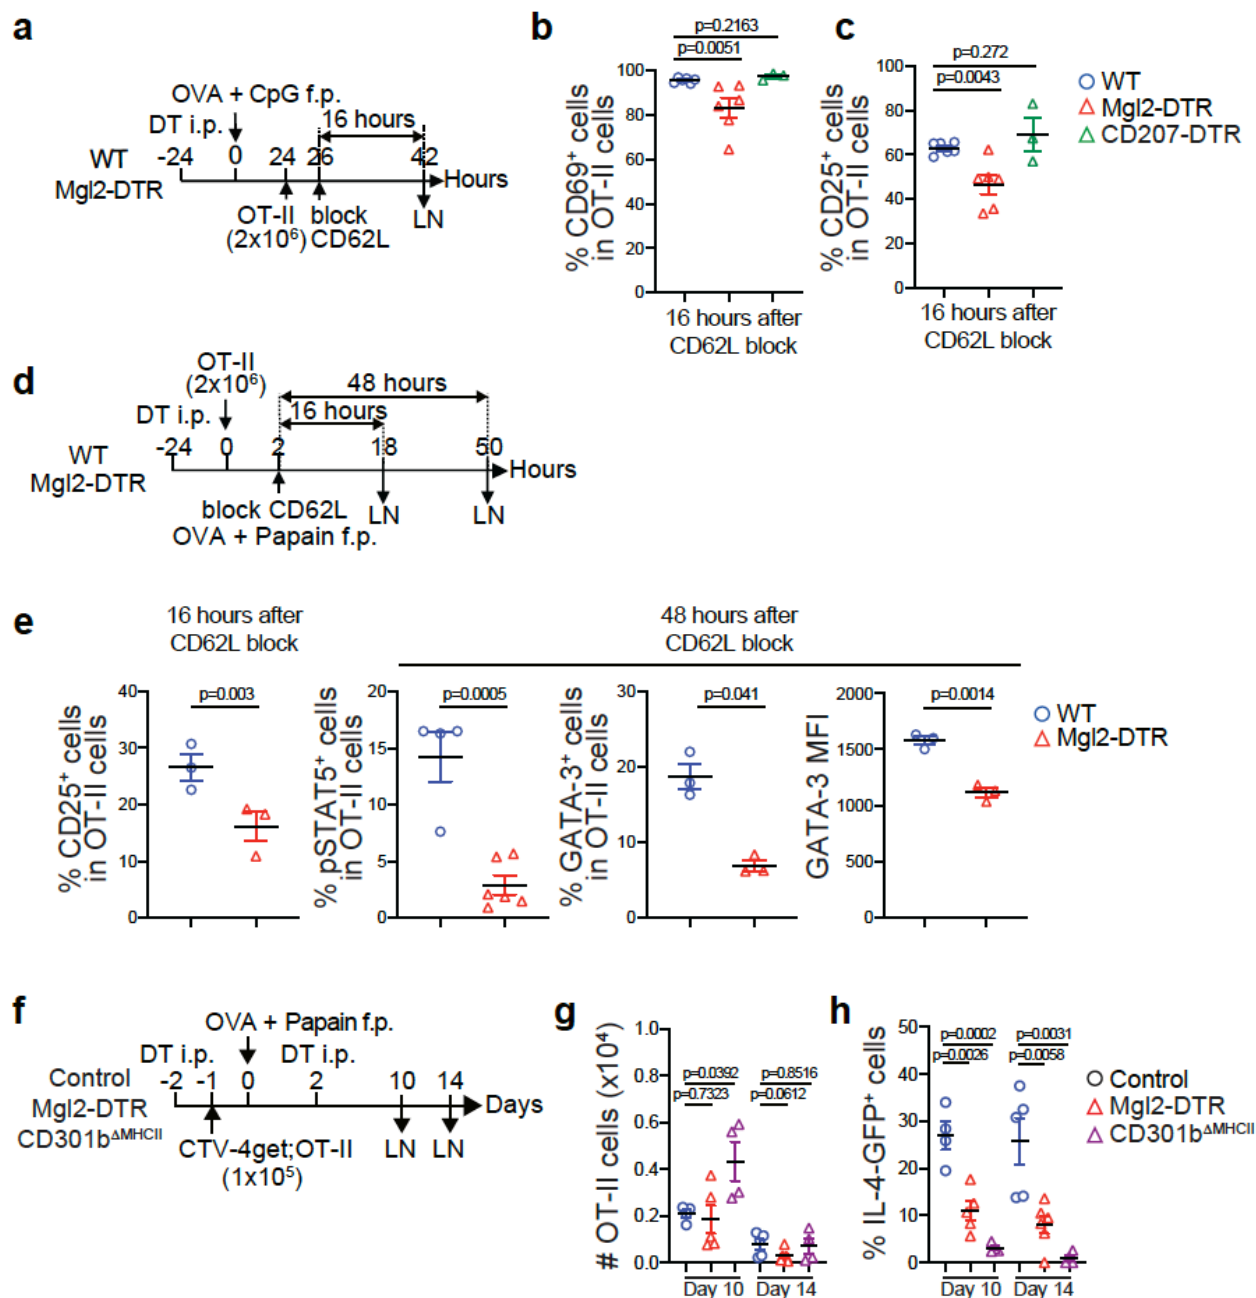 a
OVA + CpG f.p.
DT i.p.
16 hours
-24 0 24 26 42
WT
Mgl2-DTR
Hours
OT-II
(2x10⁶)
block
CD62L
LN
b
p=0.2163
p=0.0051
100
80
60
40
20
0
% CD69⁺ cells
in OT-II cells
16 hours after
CD62L block
c
p=0.272
p=0.0043
100
80
60
40
20
0
% CD25⁺ cells
in OT-II cells
16 hours after
CD62L block
WT
Mgl2-DTR
CD207-DTR
d
OT-II
(2x10⁶)
48 hours
DT i.p.
16 hours
-24 0 2 18 50
WT
Mgl2-DTR
Hours
block CD62L
OVA + Papain f.p.
LN
LN
e
16 hours after
CD62L block
48 hours after
CD62L block
p=0.003
40
30
20
10
0
% CD25⁺ cells
in OT-II cells
p=0.0005
20
15
10
5
0
% pSTAT5⁺ cells
in OT-II cells
p=0.041
30
20
10
0
% GATA-3⁺ cells
in OT-II cells
p=0.0014
2000
1500
1000
500
0
GATA-3 MFI
WT
Mgl2-DTR
f
OVA + Papain f.p.
DT i.p.
DT i.p.
-2 -1 0 2 10 14
Control
Mgl2-DTR
CD301b^ΔMHCII
Days
CTV-4get;OT-II
(1x10⁵)
LN
LN
g
p=0.0392
p=0.7323
p=0.8516
p=0.0612
1.0
0.8
0.6
0.4
0.2
0.0
# OT-II cells (x10⁴)
Day 10
Day 14
h
p=0.0002
p=0.0026
p=0.0031
p=0.0058
50
40
30
20
10
0
% IL-4-GFP⁺ cells
Day 10
Day 14
Control
Mgl2-DTR
CD301b^ΔMHCII